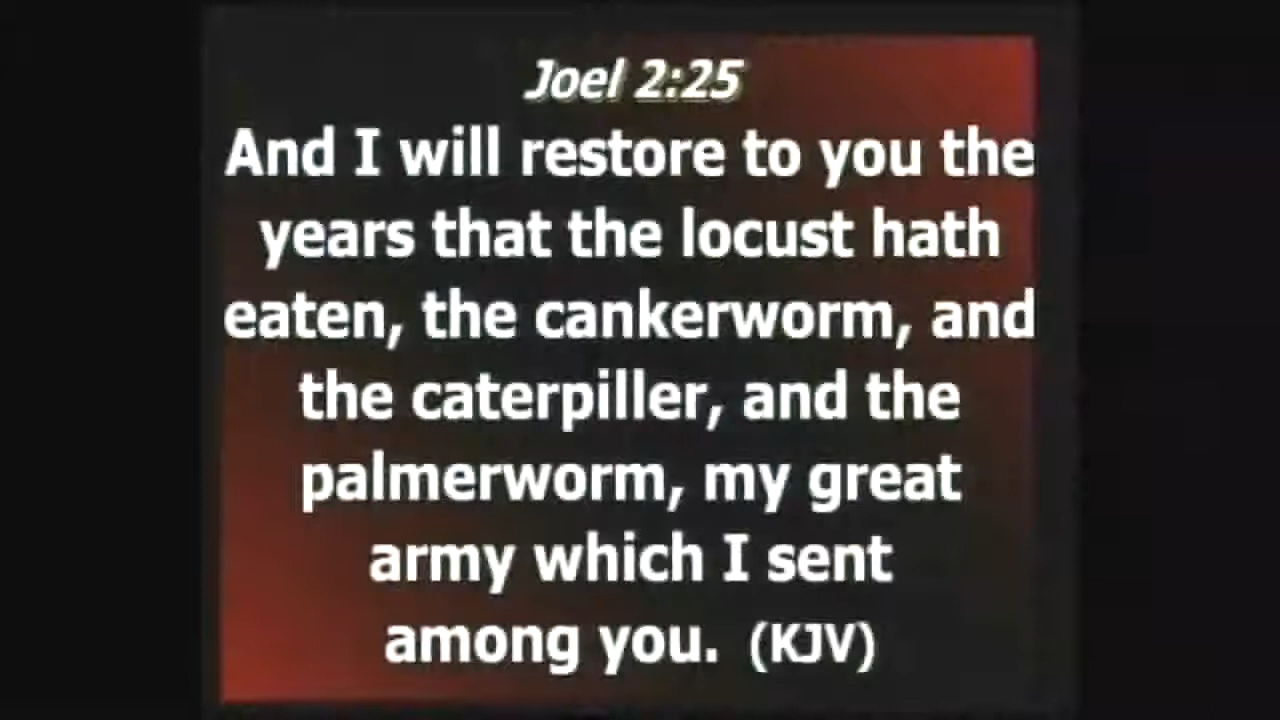 Joel 2:25
And I will restore to you the
years that the locust hath
eaten, the cankerworm, and
the caterpiller, and the
palmerworm, my great
army which I sent
among you. (KJV)